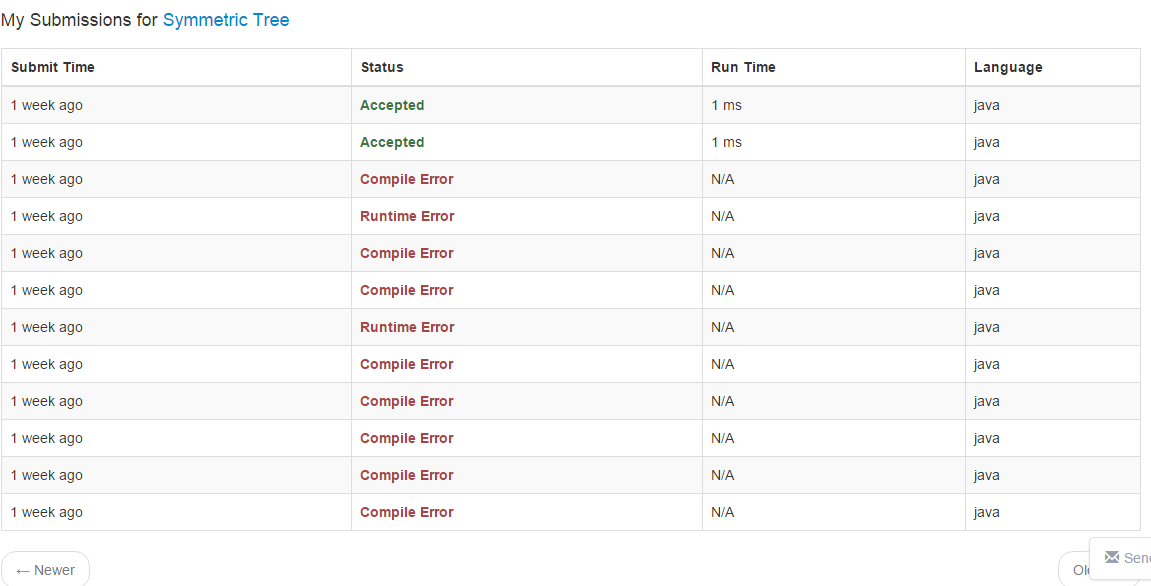 My Submissions for Symmetric Tree
Submit Time Status Run Time Language
1 week ago Accepted 1 ms java
1 week ago Accepted 1 ms java
1 week ago Compile Error N/A java
1 week ago Runtime Error N/A java
1 week ago Compile Error N/A java
1 week ago Compile Error N/A java
1 week ago Runtime Error N/A java
1 week ago Compile Error N/A java
1 week ago Compile Error N/A java
1 week ago Compile Error N/A java
1 week ago Compile Error N/A java
1 week ago Compile Error N/A java
← Newer